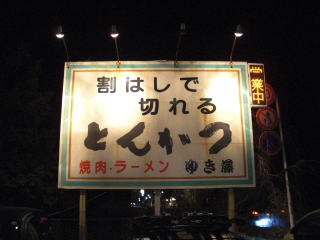 割はしで
切れる
とんかつ
焼肉・ラーメン ゆき藤
営業中